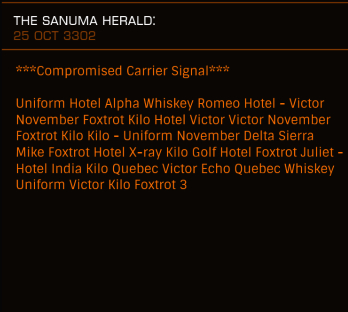 THE SANUMA HERALD:
25 OCT 3302
***Compromised Carrier Signal***
Uniform Hotel Alpha Whiskey Romeo Hotel - Victor
November Foxtrot Kilo Hotel Victor Victor November
Foxtrot Kilo Kilo - Uniform November Delta Sierra
Mike Foxtrot Hotel X-ray Kilo Golf Hotel Foxtrot Juliet -
Hotel India Kilo Quebec Victor Echo Quebec Whiskey
Uniform Victor Kilo Foxtrot 3